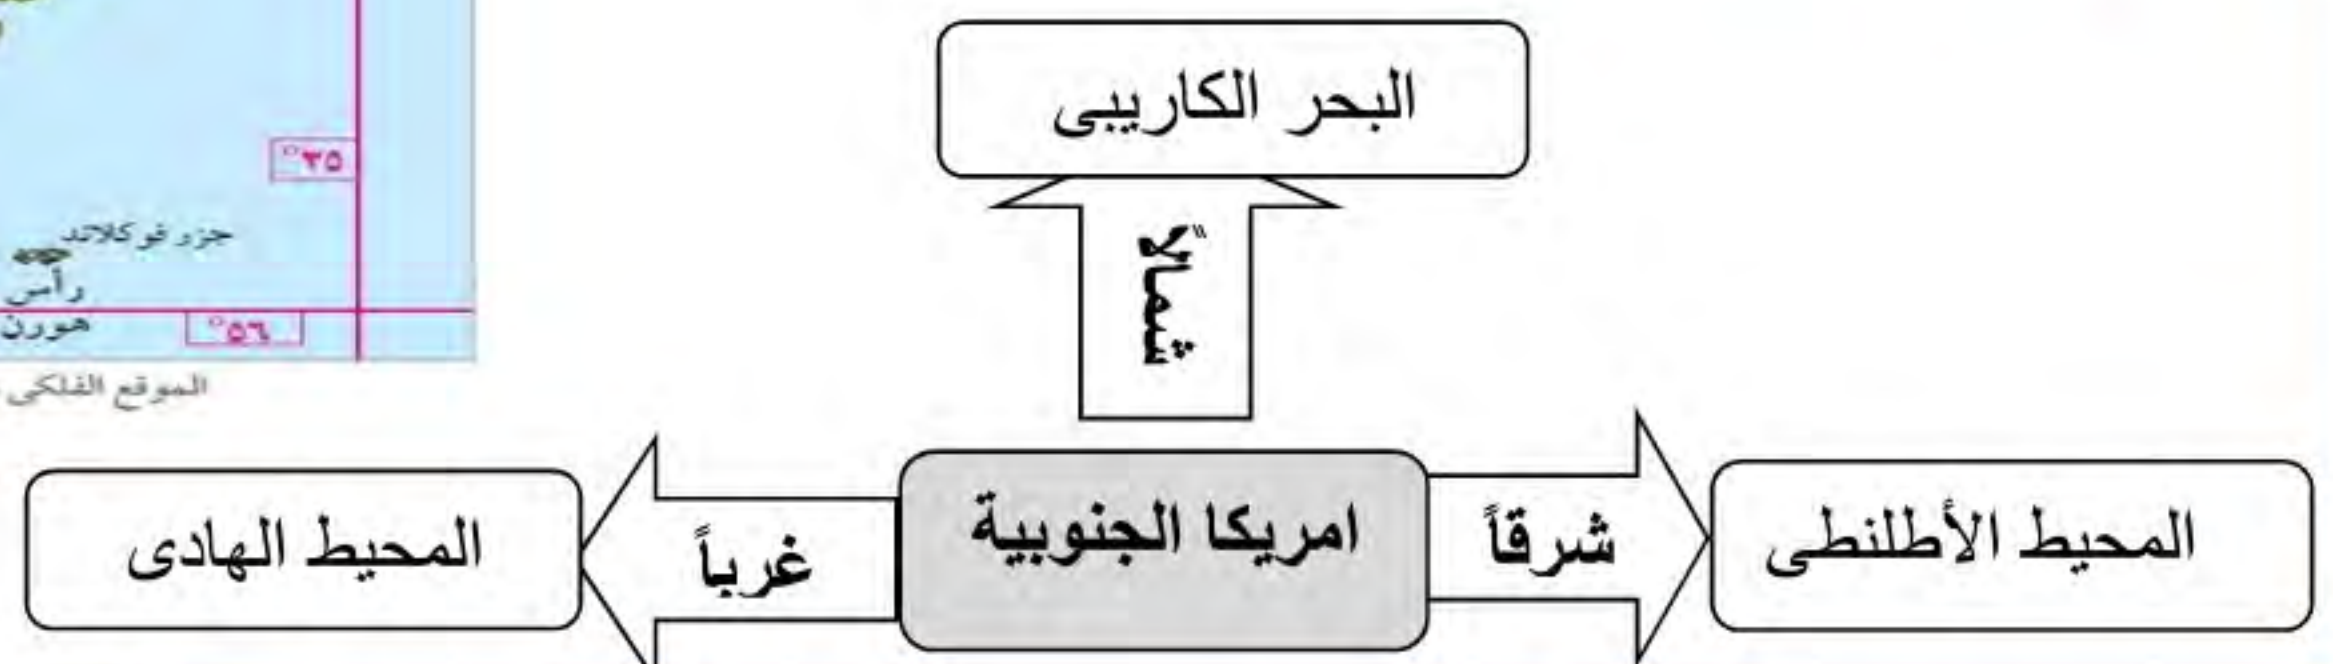 °٣٥
جزر فوكلاند
رأس
هورن
°٥٦
الموقع الفلكى
البحر الكاريبى
شمالاً
المحيط الأطلنطى
شرقاً
امريكا الجنوبية
غرباً
المحيط الهادى